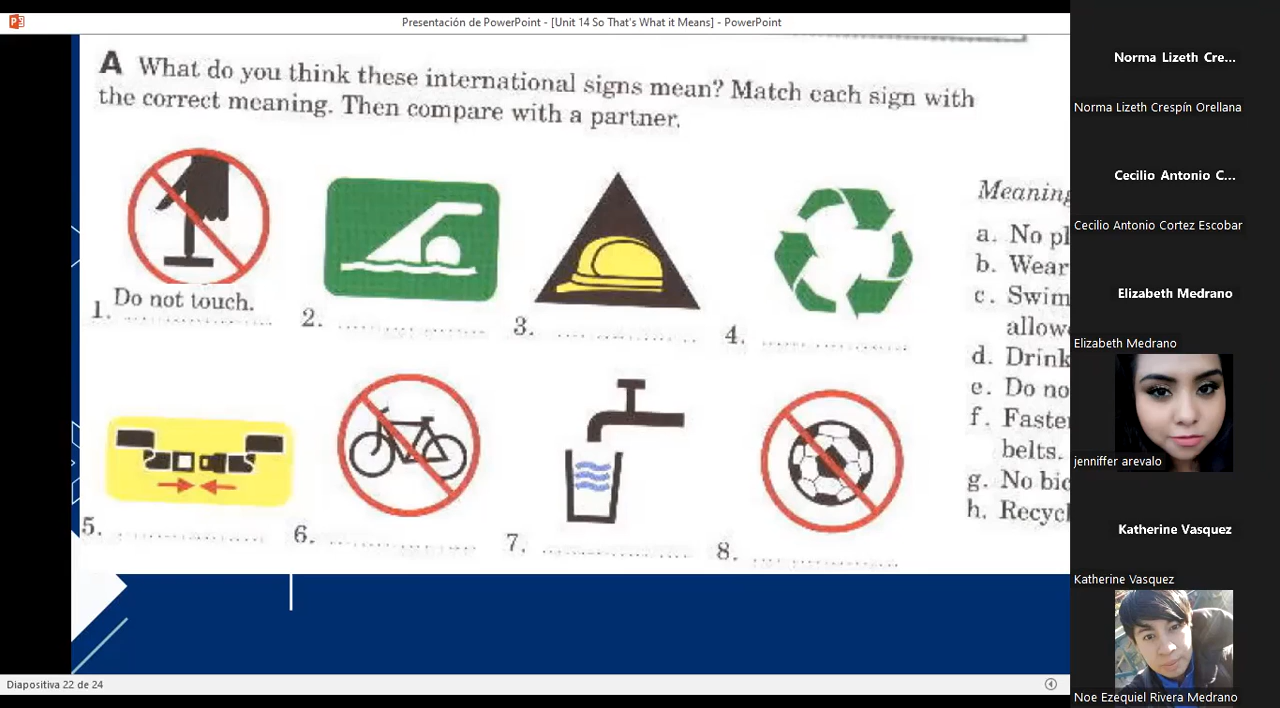 Presentación de PowerPoint - [Unit 14 So That's What it Means] - PowerPoint
A What do you think these international signs mean? Match each sign with
the correct meaning. Then compare with a partner.
1. Do not touch.
2.
3.
4.
5.
6.
7.
8.
Meaning
a. No pl
b. Wear
c. Swim
allowe
d. Drink
e. Do no
f. Faste
belts.
g. No bic
h. Recycl
Diapositiva 22 de 24
Norma Lizeth Cre...
Norma Lizeth Crespín Orellana
Cecilio Antonio C...
Cecilio Antonio Cortez Escobar
Elizabeth Medrano
Elizabeth Medrano
jenniffer arevalo
Katherine Vasquez
Katherine Vasquez
Noe Ezequiel Rivera Medrano